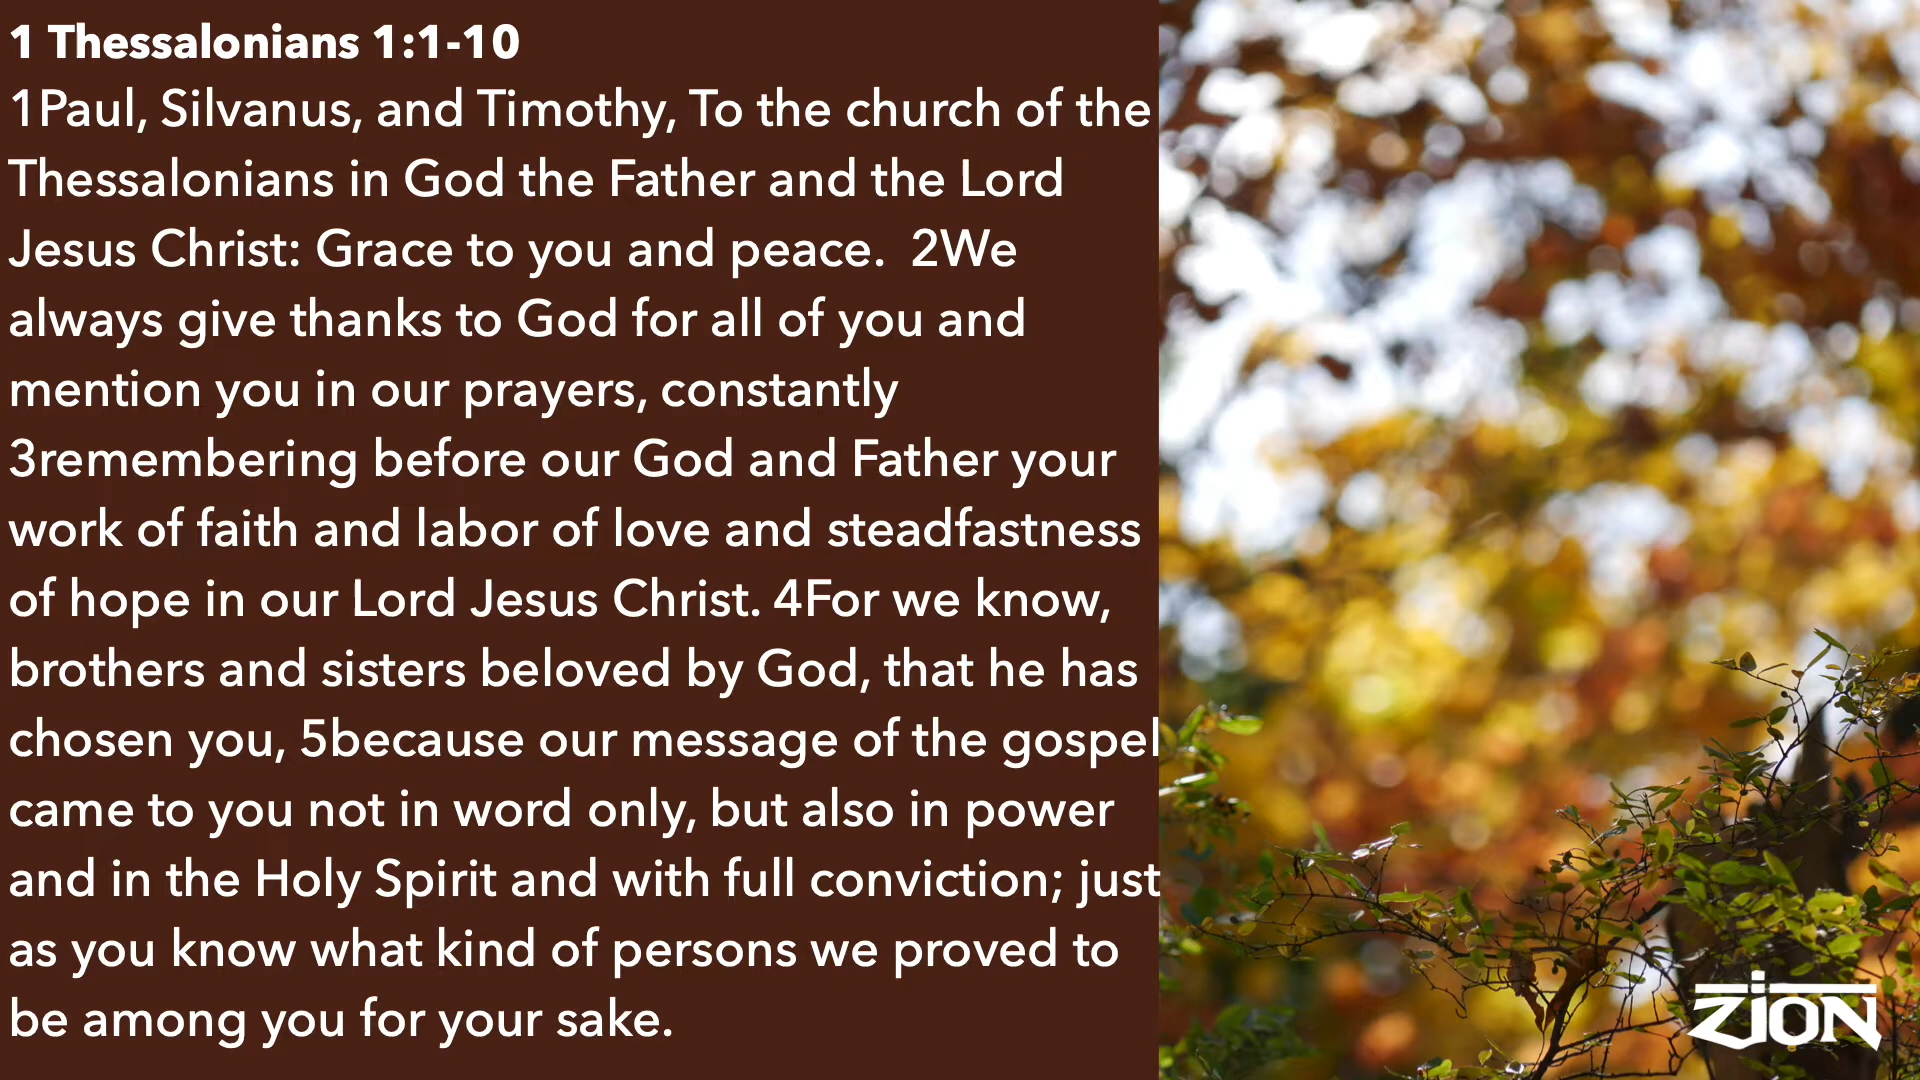 1 Thessalonians 1:1-10
1Paul, Silvanus, and Timothy, To the church of the
Thessalonians in God the Father and the Lord
Jesus Christ: Grace to you and peace.  2We
always give thanks to God for all of you and
mention you in our prayers, constantly
3remembering before our God and Father your
work of faith and labor of love and steadfastness
of hope in our Lord Jesus Christ. 4For we know,
brothers and sisters beloved by God, that he has
chosen you, 5because our message of the gospel
came to you not in word only, but also in power
and in the Holy Spirit and with full conviction; just
as you know what kind of persons we proved to
be among you for your sake.
ZiON